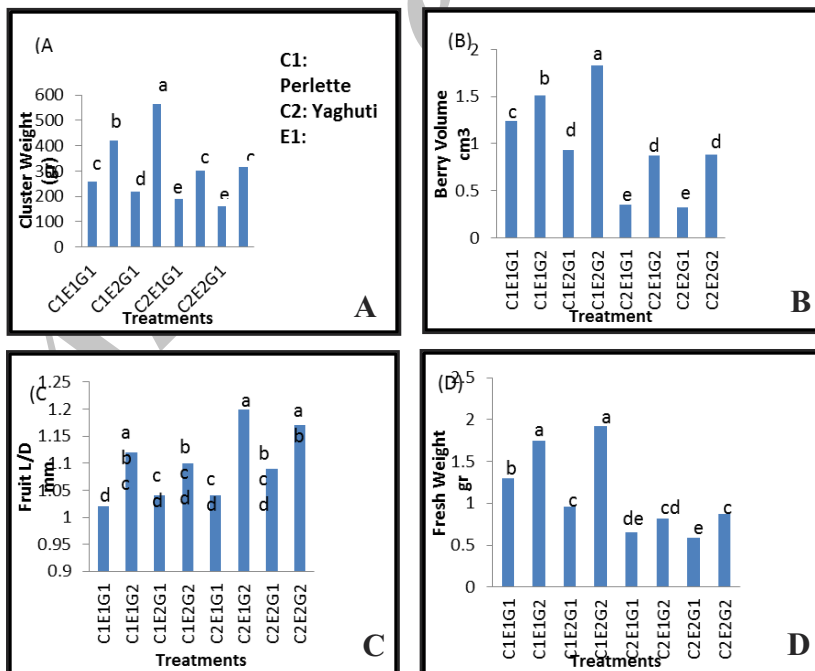 (A
C1:
Perlette
C2: Yaghuti
E1:
Cluster Weight
(gr)
600
500
400
300
200
100
0
c
b
d
a
e
c
e
c
C1E1G1
C1E2G1
C2E1G1
C2E2G1
Treatments
A
(B)
Berry Volume
cm3
2
1.5
1
0.5
0
c
b
d
a
e
d
e
d
C1E1G1
C1E1G2
C1E2G1
C1E2G2
C2E1G1
C2E1G2
C2E2G1
C2E2G2
Treatment
B
(C
Fruit L/D
mm
1.25
1.2
1.15
1.1
1.05
1
0.95
0.9
d
a
b
c
c
d
b
c
d
c
d
a
b
c
d
a
b
C1E1G1
C1E1G2
C1E2G1
C1E2G2
C2E1G1
C2E1G2
C2E2G1
C2E2G2
Treatments
C
(D)
Fresh Weight
gr
2.5
2
1.5
1
0.5
0
b
a
c
a
de
cd
e
c
C1E1G1
C1E1G2
C1E2G1
C1E2G2
C2E1G1
C2E1G2
C2E2G1
C2E2G2
Treatments
D